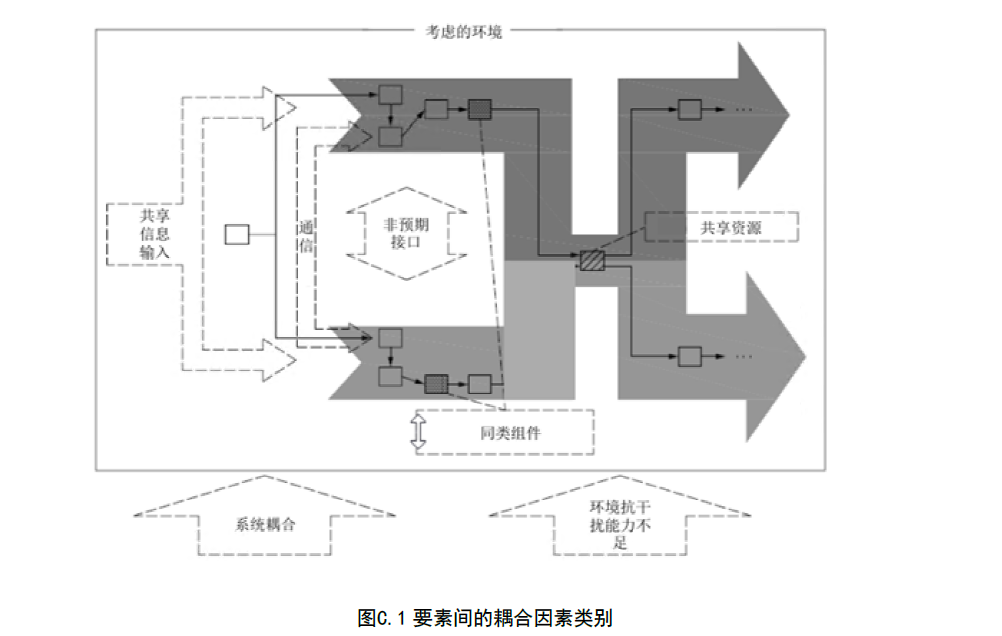 考虑的环境
共享
信息
输入
通
信
非预期
接口
共享资源
···
···
同类组件
系统耦合
环境抗干
扰能力不
足
图C.1 要素间的耦合因素类别